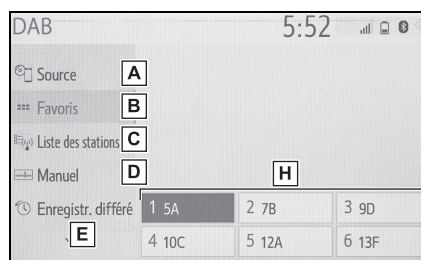 DAB 5:52
Source A
Favoris B
Liste des stations C
Manuel D
H
Enregistr. différé 1 5A 2 7B 3 9D
E 4 10C 5 12A 6 13F